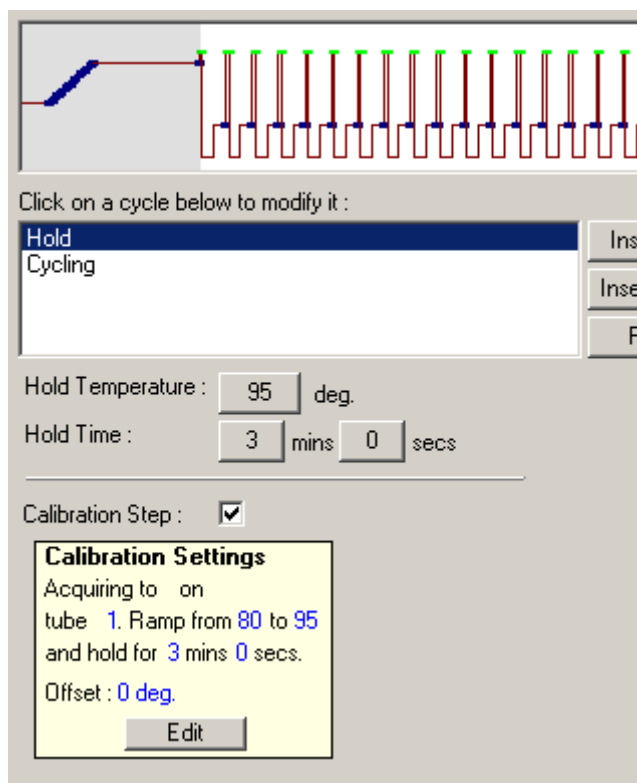 Click on a cycle below to modify it :
Hold
Cycling
Ins
Inse
Hold Temperature : 95 deg.
Hold Time : 3 mins 0 secs
Calibration Step :
Calibration Settings
Acquiring to on
tube 1. Ramp from 80 to 95
and hold for 3 mins 0 secs.
Offset : 0 deg.
Edit